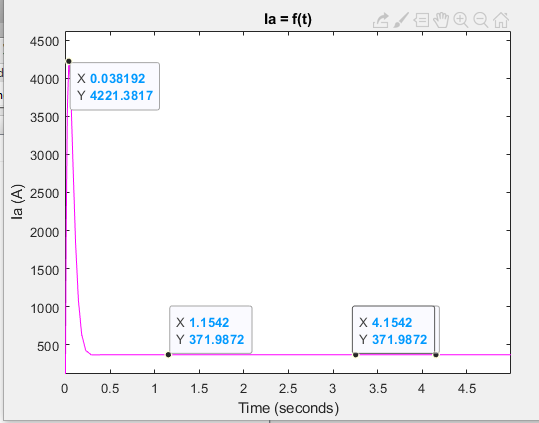 Ia = f(t)
4500
4000
3500
3000
2500
2000
1500
1000
500
Ia (A)
X 0.038192
Y 4221.3817
X 1.1542
Y 371.9872
X 4.1542
Y 371.9872
0 0.5 1 1.5 2 2.5 3 3.5 4 4.5
Time (seconds)